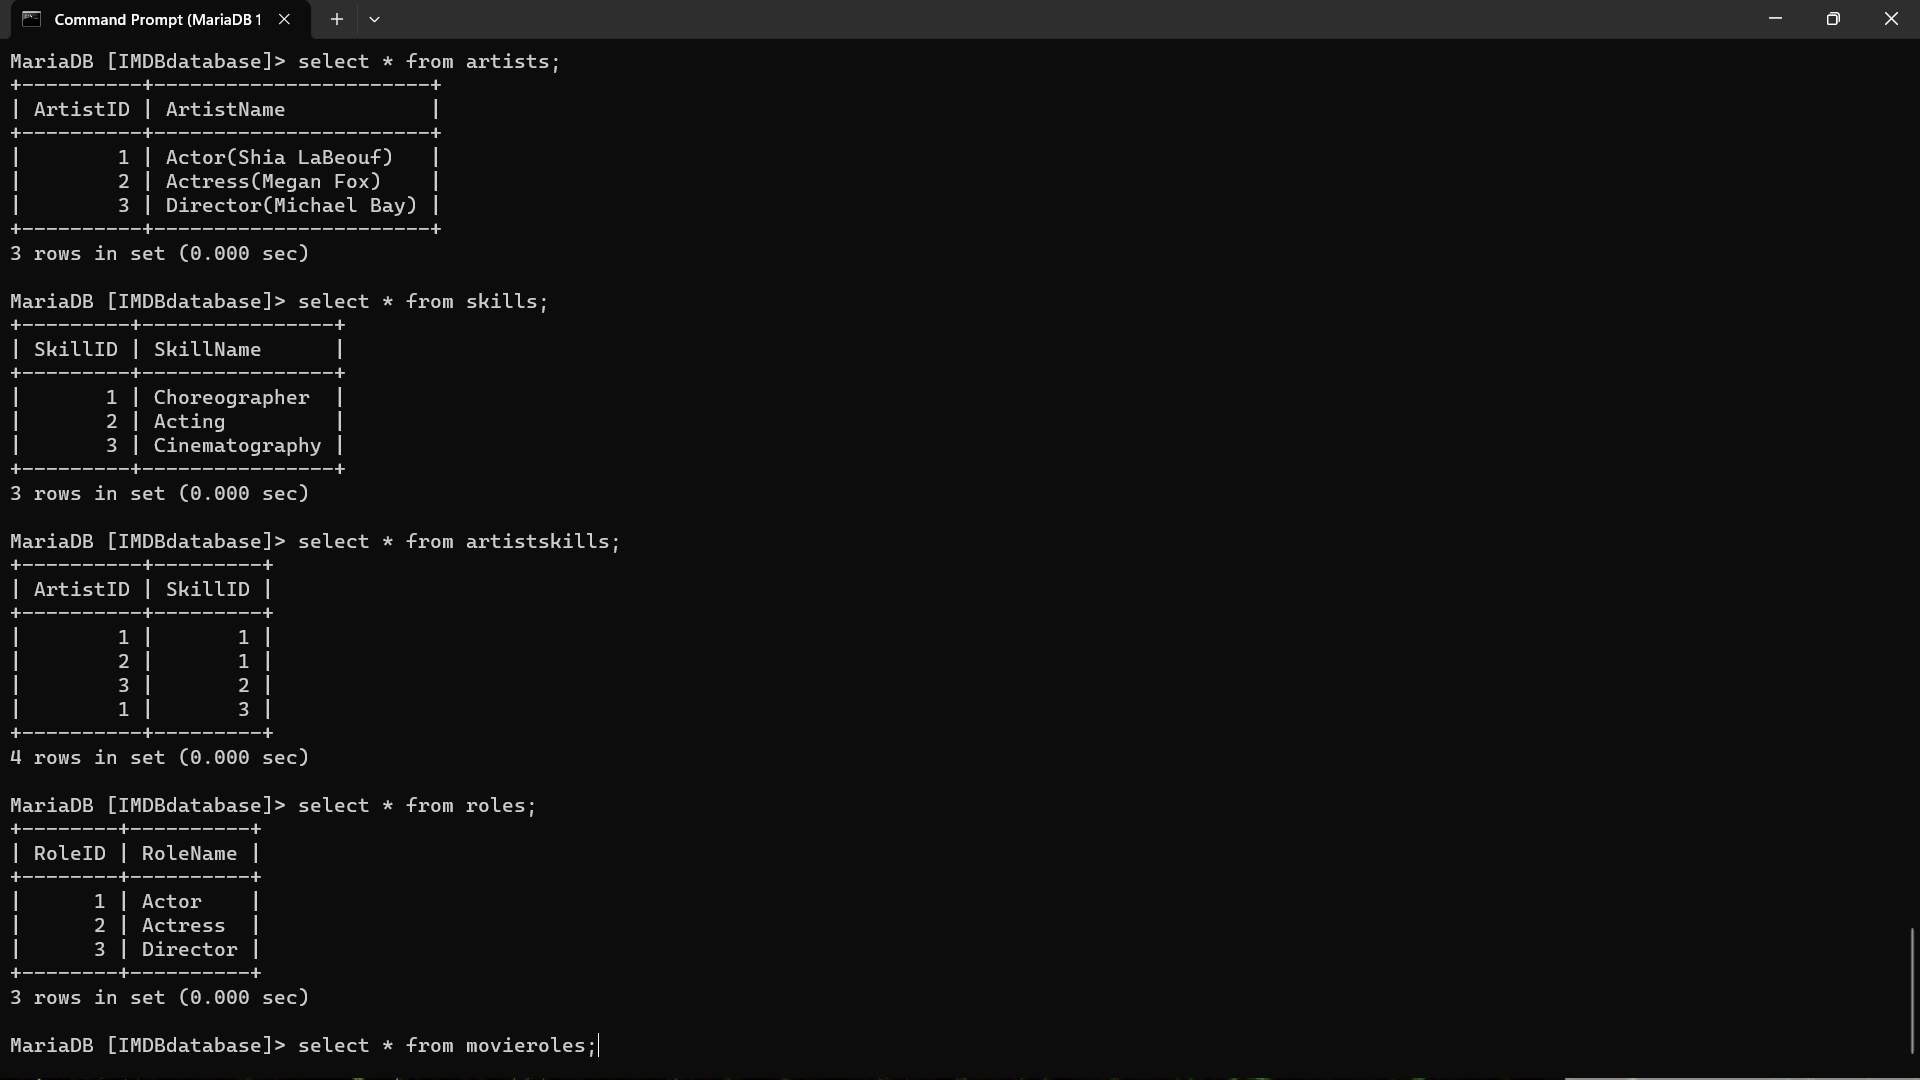 Command Prompt (MariaDB 1
MariaDB [IMDBdatabase]> select * from artists;
+----------+-----------------------+
| ArtistID | ArtistName            |
+----------+-----------------------+
|        1 | Actor(Shia LaBeouf)   |
|        2 | Actress(Megan Fox)    |
|        3 | Director(Michael Bay) |
+----------+-----------------------+
3 rows in set (0.000 sec)
MariaDB [IMDBdatabase]> select * from skills;
+---------+----------------+
| SkillID | SkillName      |
+---------+----------------+
|       1 | Choreographer  |
|       2 | Acting         |
|       3 | Cinematography |
+---------+----------------+
3 rows in set (0.000 sec)
MariaDB [IMDBdatabase]> select * from artistskills;
+----------+---------+
| ArtistID | SkillID |
+----------+---------+
|        1 |       1 |
|        2 |       1 |
|        3 |       2 |
|        1 |       3 |
+----------+---------+
4 rows in set (0.000 sec)
MariaDB [IMDBdatabase]> select * from roles;
+--------+----------+
| RoleID | RoleName |
+--------+----------+
|      1 | Actor    |
|      2 | Actress  |
|      3 | Director |
+--------+----------+
3 rows in set (0.000 sec)
MariaDB [IMDBdatabase]> select * from movieroles;